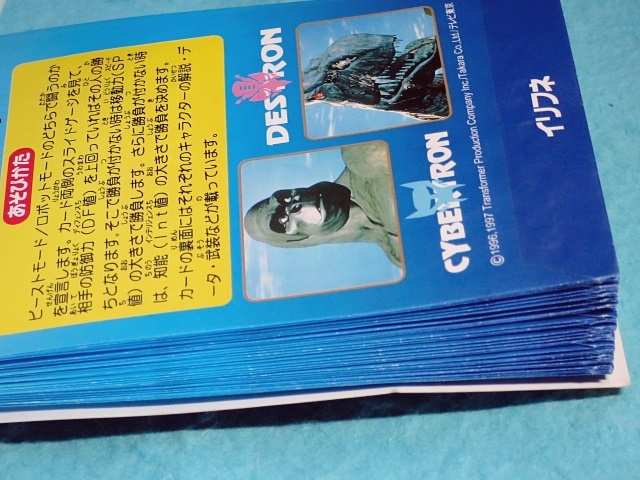 あそびかた
ビーストモード/ロボットモードのどちらで闘うのか
を宣言します。カード両側のスライドゲージを見て、
相手の防御力(DF値)を上回っていればその人の勝
ちとなります。そこで勝負が付かない時は移動力(SP
値)の大きさで勝負します。さらに勝負が付かない時
は、知能(Int値)の大きさで勝負を決めます。
カードの裏面にはそれぞれのキャラクターの解説・デ
ータ・武装などが載っています。
DESTRON
CYBERTRON
©1996,1997 Transformer Production Company Inc./Takara Co.,Ltd./テレビ東京
イリフネ